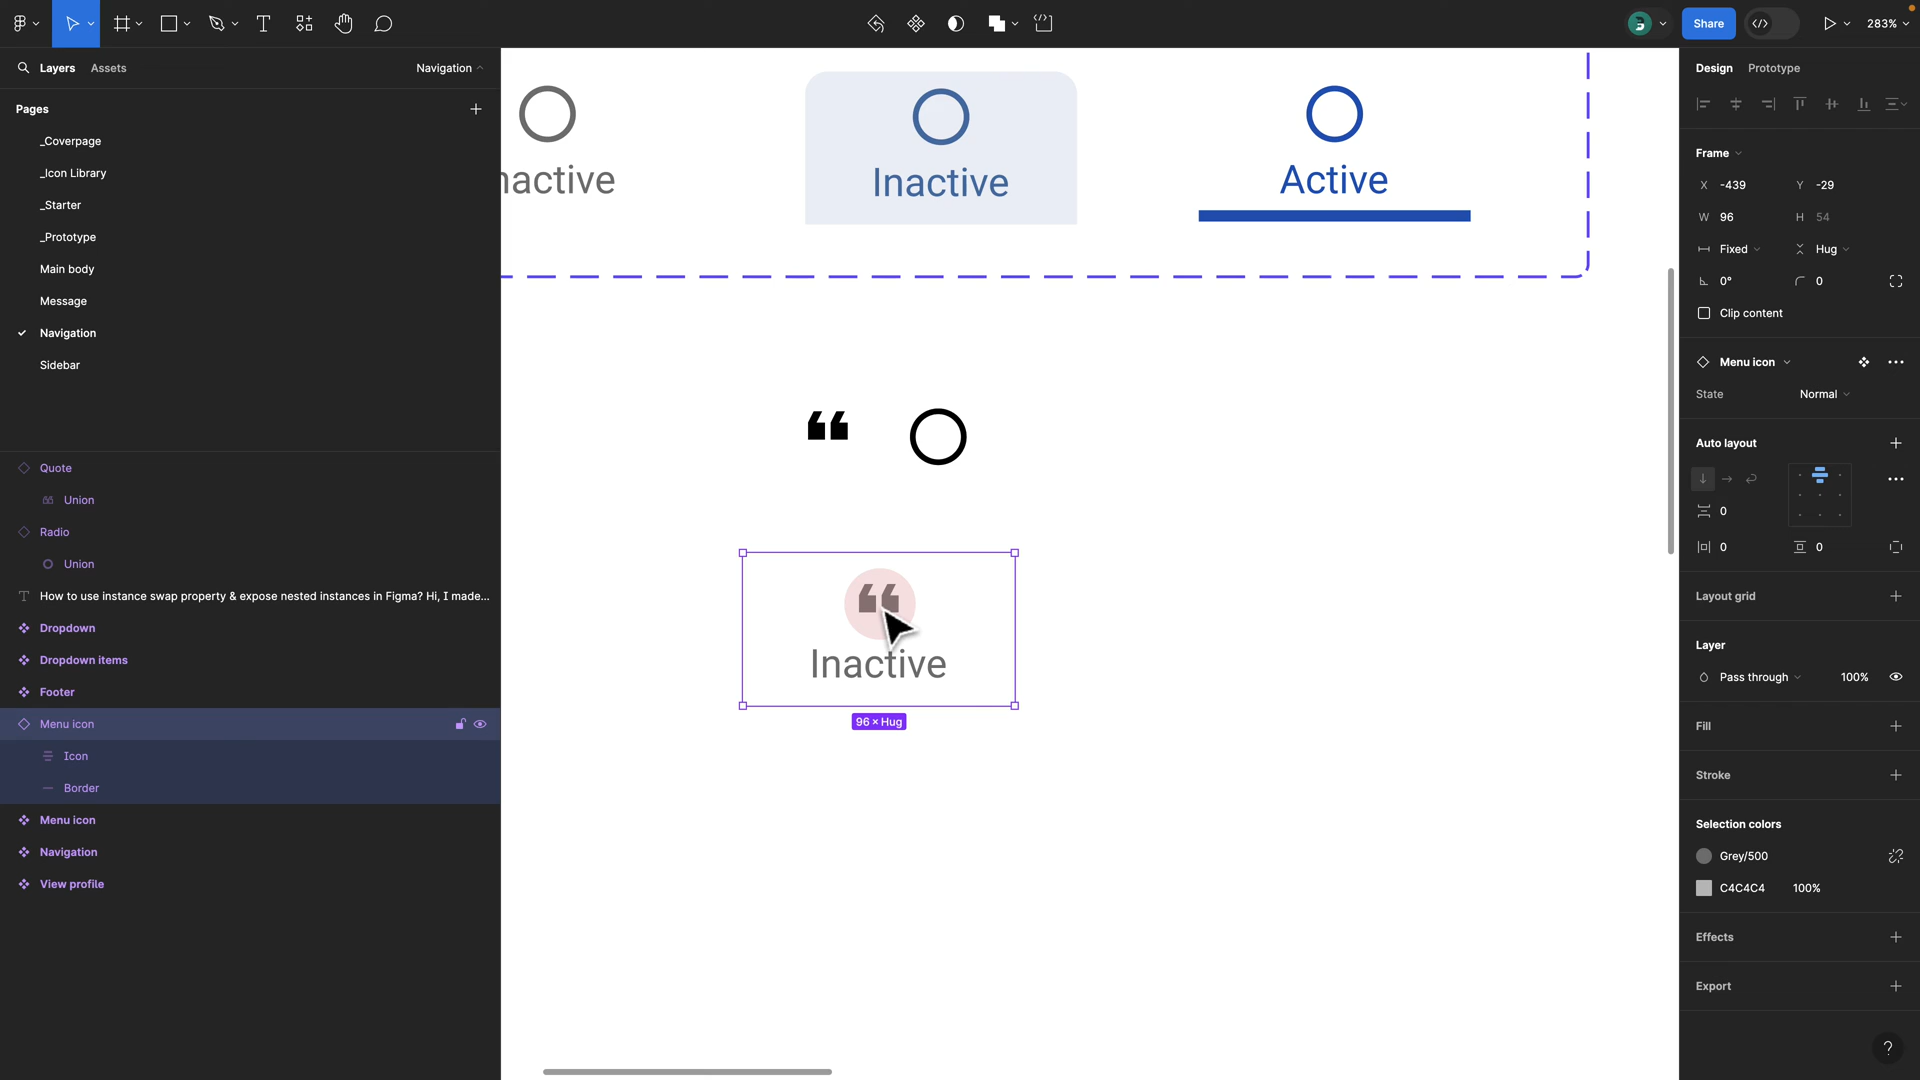 Share
283%
Layers
Assets
Navigation
Pages
_Coverpage
_Icon Library
_Starter
_Prototype
Main body
Message
Navigation
Sidebar
Quote
Union
Radio
Union
How to use instance swap property & expose nested instances in Figma? Hi, I made...
Dropdown
Dropdown items
Footer
Menu icon
Icon
Border
Menu icon
Navigation
View profile
nactive
Inactive
Active
Inactive
96 × Hug
Design
Prototype
Frame
X -439
Y -29
W 96
H 54
Fixed
Hug
0°
0
Clip content
Menu icon
State
Normal
Auto layout
0
0
0
Layout grid
Layer
Pass through
100%
Fill
Stroke
Selection colors
Grey/500
C4C4C4
100%
Effects
Export
?